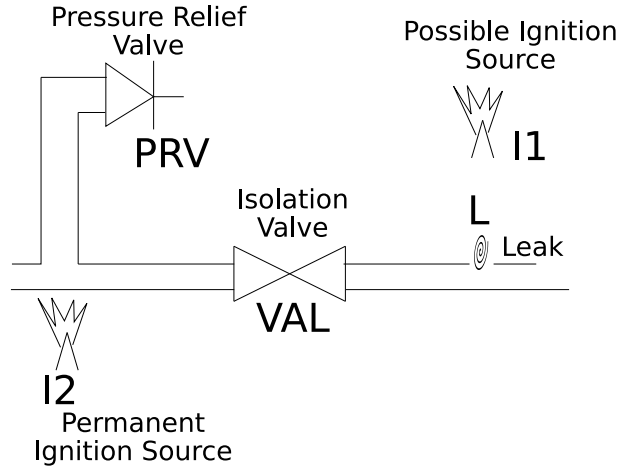 Pressure Relief
Valve
PRV
Possible Ignition
Source
I1
Isolation
Valve
VAL
L
Leak
I2
Permanent
Ignition Source